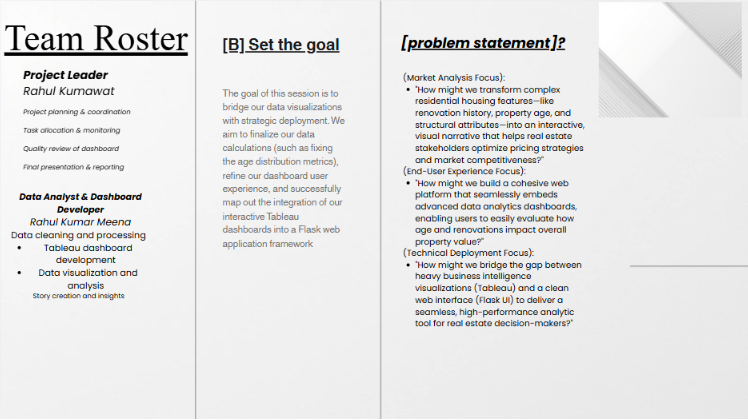 Team Roster
Project Leader
Rahul Kumawat
Project planning & coordination
Task allocation & monitoring
Quality review of dashboard
Final presentation & reporting
Data Analyst & Dashboard
Developer
Rahul Kumar Meena
Data cleaning and processing
• Tableau dashboard
development
• Data visualization and
analysis
Story creation and insights
[B] Set the goal
The goal of this session is to
bridge our data visualizations
with strategic deployment. We
aim to finalize our data
calculations (such as fixing
the age distribution metrics),
refine our dashboard user
experience, and successfully
map out the integration of our
interactive Tableau
dashboards into a Flask web
application framework
[problem statement]?
(Market Analysis Focus):
• "How might we transform complex
residential housing features—like
renovation history, property age, and
structural attributes—into an interactive,
visual narrative that helps real estate
stakeholders optimize pricing strategies
and market competitiveness?"
(End-User Experience Focus):
• "How might we build a cohesive web
platform that seamlessly embeds
advanced data analytics dashboards,
enabling users to easily evaluate how
age and renovations impact overall
property value?"
(Technical Deployment Focus):
• "How might we bridge the gap between
heavy business intelligence
visualizations (Tableau) and a clean
web interface (Flask UI) to deliver a
seamless, high-performance analytic
tool for real estate decision-makers?"